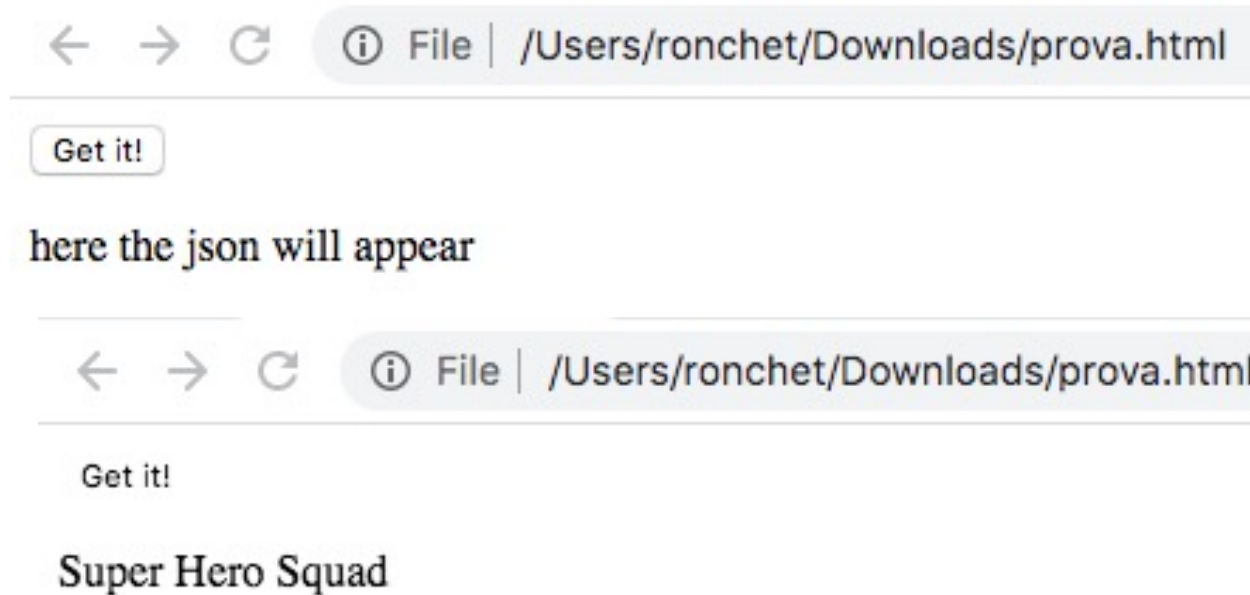 File | /Users/ronchet/Downloads/prova.html
Get it!
here the json will appear
File | /Users/ronchet/Downloads/prova.html
Get it!
Super Hero Squad